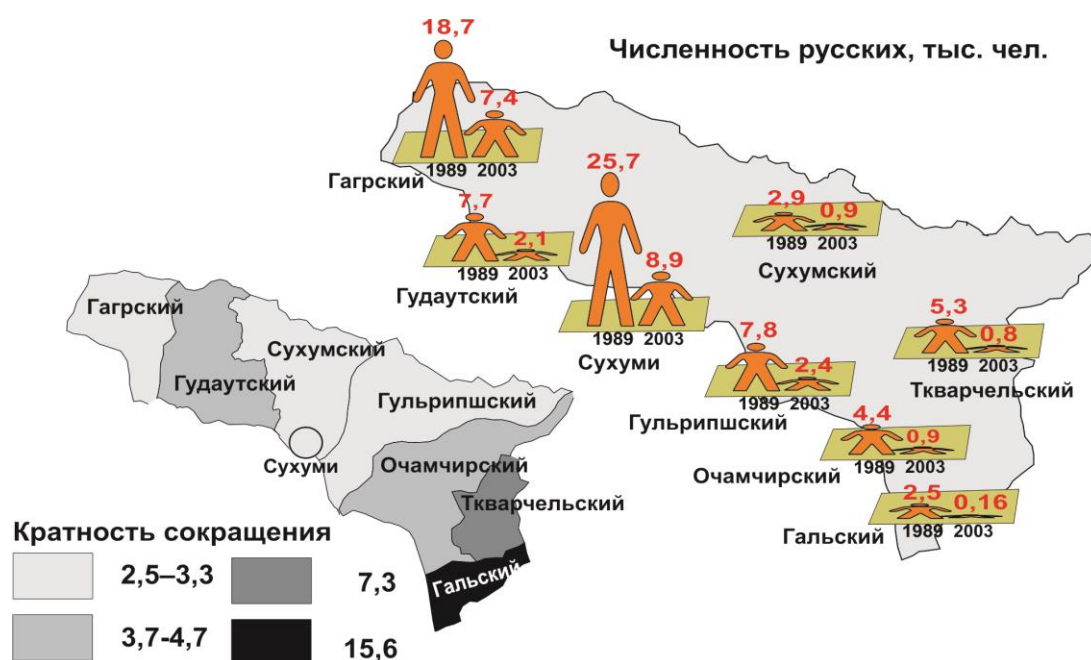 Численность русских, тыс. чел.
18,7
7,4
1989 2003
Гагрский
7,7
2,1
1989 2003
Гудаутский
25,7
8,9
1989 2003
Сухуми
2,9
0,9
1989 2003
Сухумский
5,3
0,8
1989 2003
Ткварчельский
7,8
2,4
1989 2003
Гульрипшский
4,4
0,9
1989 2003
Очамчирский
2,5
0,16
1989 2003
Гальский
Гагрский
Гудаутский
Сухумский
Гульрипшский
Сухуми
Очамчирский
Ткварчельский
Гальский
Кратность сокращения
2,5–3,3
7,3
3,7-4,7
15,6